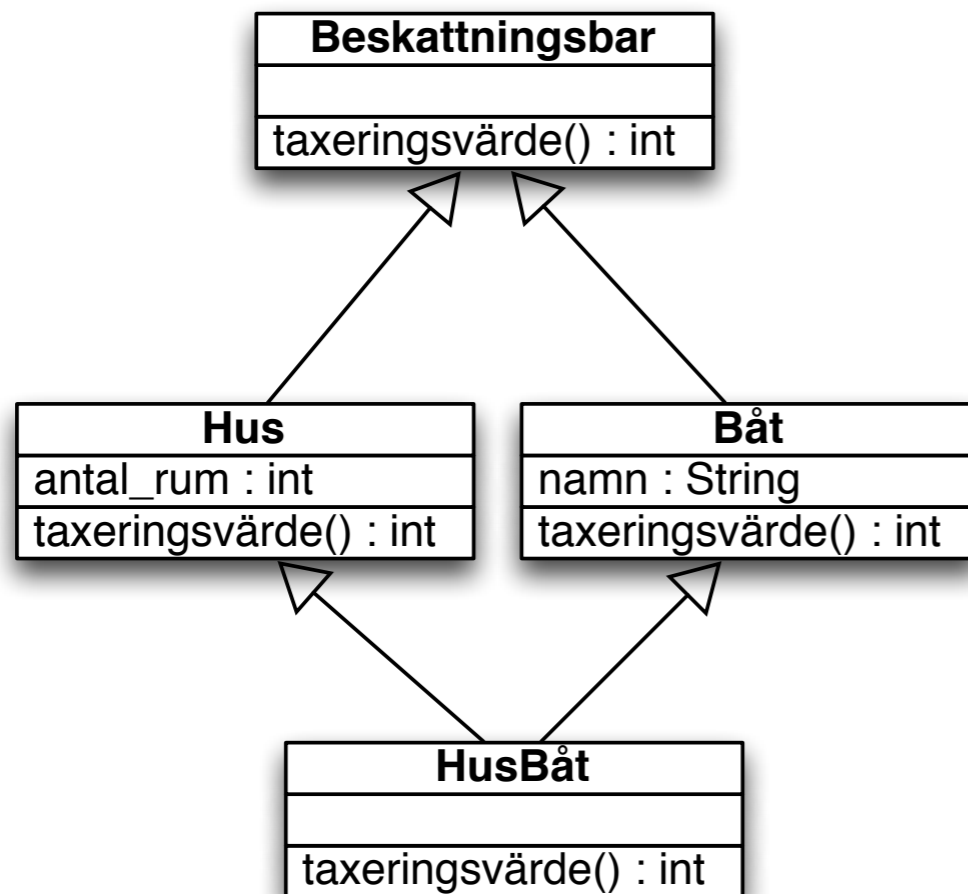 Beskattningsbar
taxeringsvärde() : int
Hus
antal_rum : int
taxeringsvärde() : int
Båt
namn : String
taxeringsvärde() : int
HusBåt
taxeringsvärde() : int